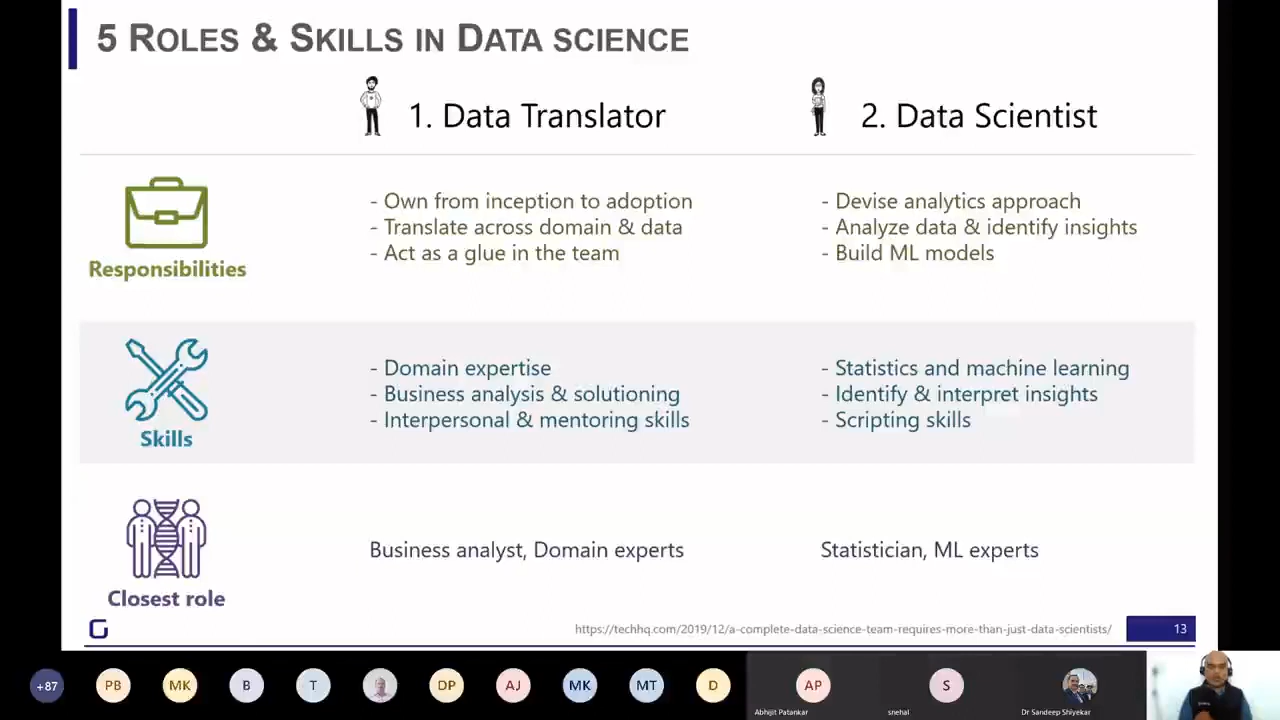 5 ROLES & SKILLS IN DATA SCIENCE
1. Data Translator
2. Data Scientist
Responsibilities
- Own from inception to adoption
- Translate across domain & data
- Act as a glue in the team
- Devise analytics approach
- Analyze data & identify insights
- Build ML models
Skills
- Domain expertise
- Business analysis & solutioning
- Interpersonal & mentoring skills
- Statistics and machine learning
- Identify & interpret insights
- Scripting skills
Closest role
Business analyst, Domain experts
Statistician, ML experts
https://techhq.com/2019/12/a-complete-data-science-team-requires-more-than-just-data-scientists/
13
+87
PB
MK
B
T
DP
AJ
MK
MT
D
AP
S
Abhijit Patankar
snehal
Dr Sandeep Shiyekar